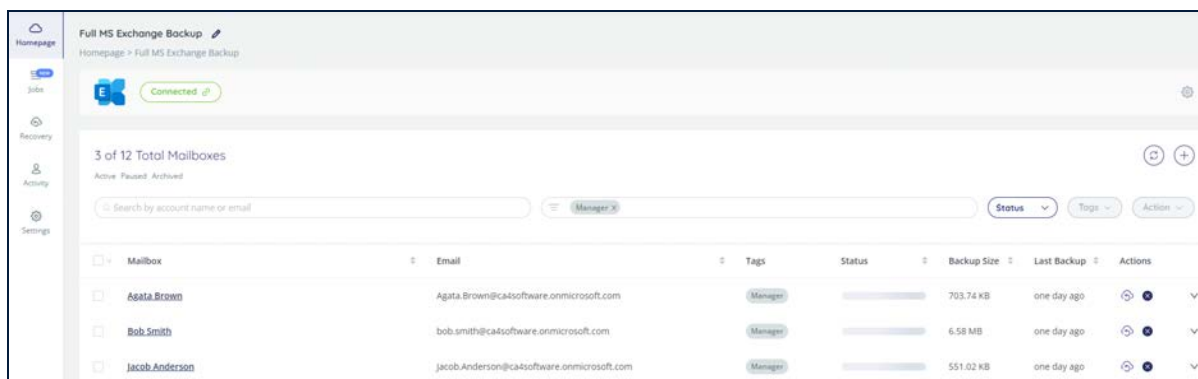 Full MS Exchange Backup
Homepage > Full MS Exchange Backup
Homepage
NEW
Jobs
Recovery
Activity
Settings
E
Connected
3 of 12 Total Mailboxes
Active Paused Archived
Search by account name or email
Manager ×
Status
Tags
Action
Mailbox Email Tags Status Backup Size Last Backup Actions
Agata Brown Agata.Brown@ca4software.onmicrosoft.com Manager 703.74 KB one day ago
Bob Smith bob.smith@ca4software.onmicrosoft.com Manager 6.58 MB one day ago
Jacob Anderson Jacob.Anderson@ca4software.onmicrosoft.com Manager 551.02 KB one day ago